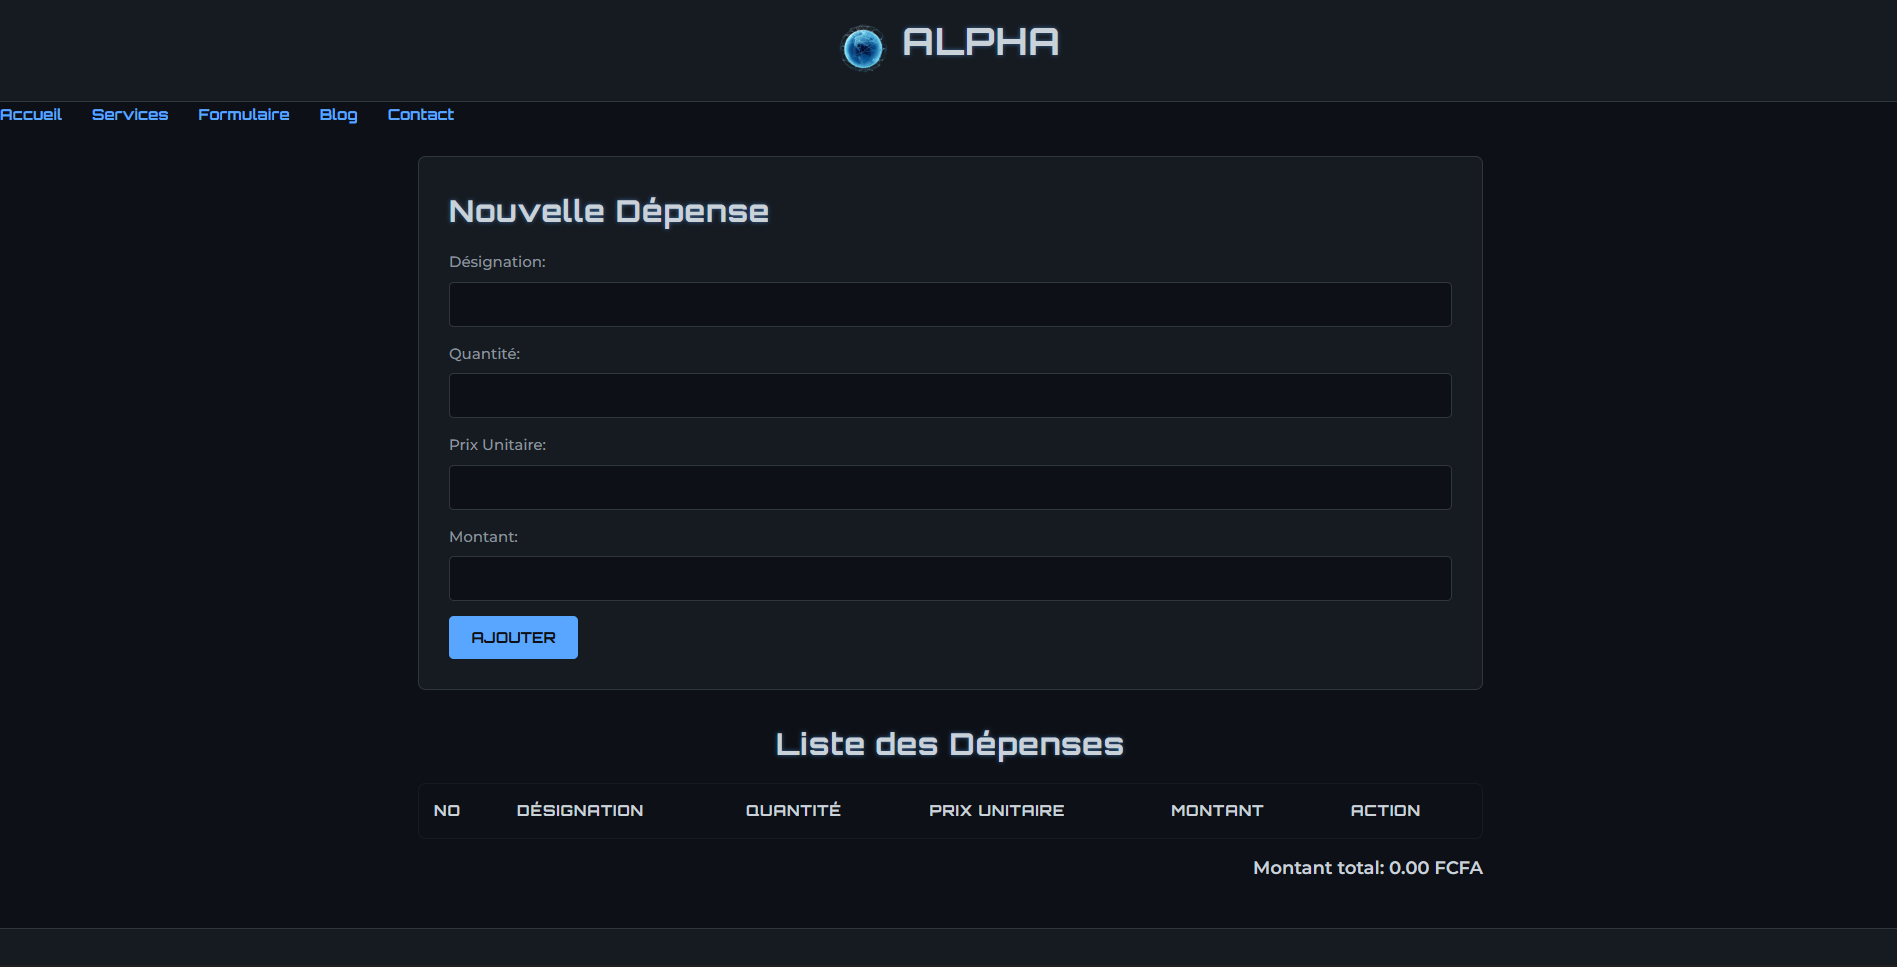 ALPHA
Accueil Services Formulaire Blog Contact
Nouvelle Dépense
Désignation:
Quantité:
Prix Unitaire:
Montant:
AJOUTER
Liste des Dépenses
NO DÉSIGNATION QUANTITÉ PRIX UNITAIRE MONTANT ACTION
Montant total: 0.00 FCFA